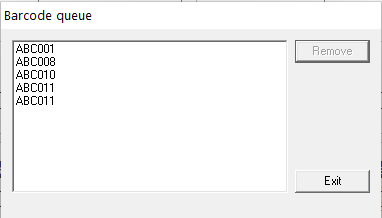 Barcode queue
ABC001
ABC008
ABC010
ABC011
ABC011
Remove
Exit